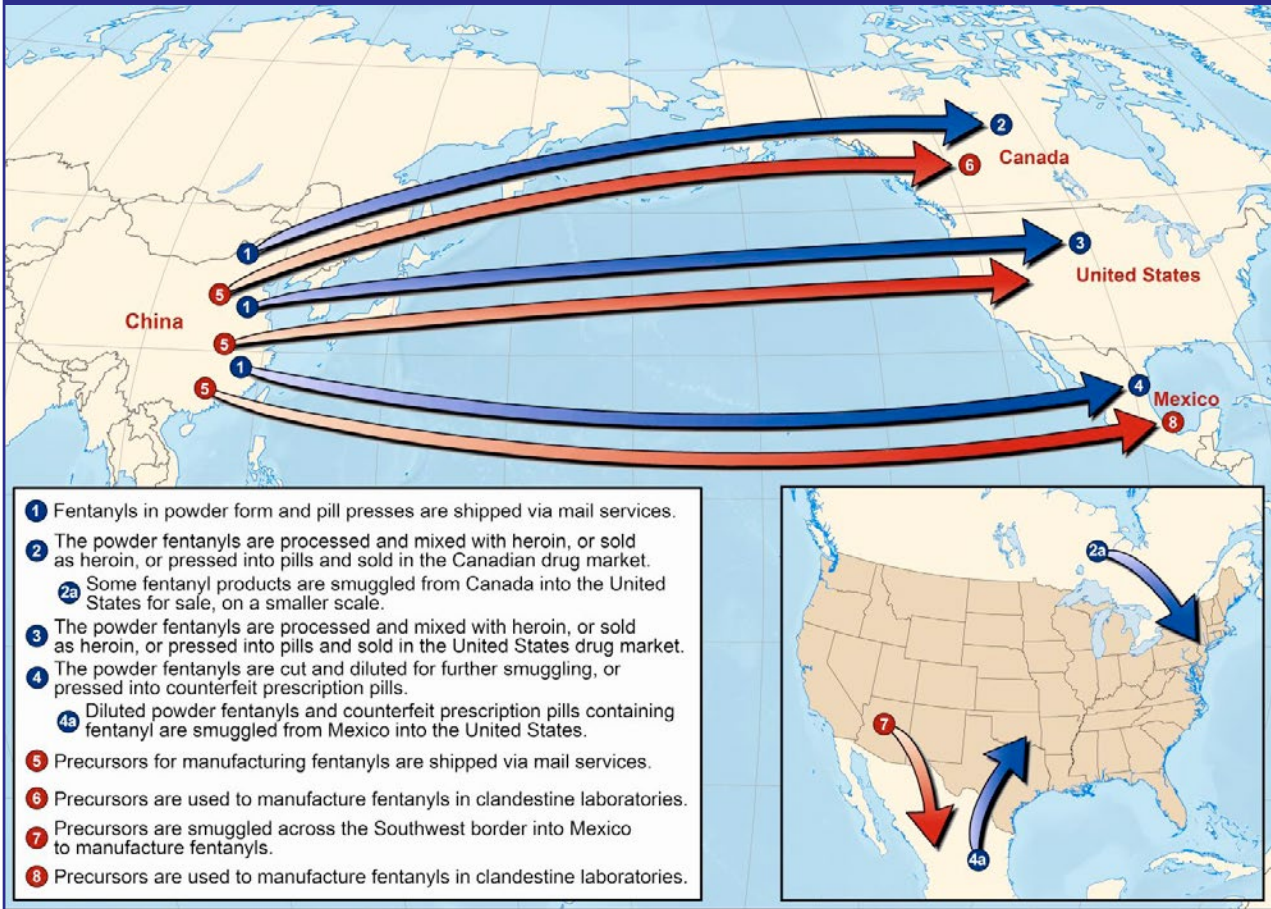 2
Canada
6
1
3
United States
5
1
China
5
1
5
4
Mexico
8
1 Fentanyls in powder form and pill presses are shipped via mail services.
2 The powder fentanyls are processed and mixed with heroin, or sold
as heroin, or pressed into pills and sold in the Canadian drug market.
2a Some fentanyl products are smuggled from Canada into the United
States for sale, on a smaller scale.
3 The powder fentanyls are processed and mixed with heroin, or sold
as heroin, or pressed into pills and sold in the United States drug market.
4 The powder fentanyls are cut and diluted for further smuggling, or
pressed into counterfeit prescription pills.
4a Diluted powder fentanyls and counterfeit prescription pills containing
fentanyl are smuggled from Mexico into the United States.
5 Precursors for manufacturing fentanyls are shipped via mail services.
6 Precursors are used to manufacture fentanyls in clandestine laboratories.
7 Precursors are smuggled across the Southwest border into Mexico
to manufacture fentanyls.
8 Precursors are used to manufacture fentanyls in clandestine laboratories.
2a
7
4a